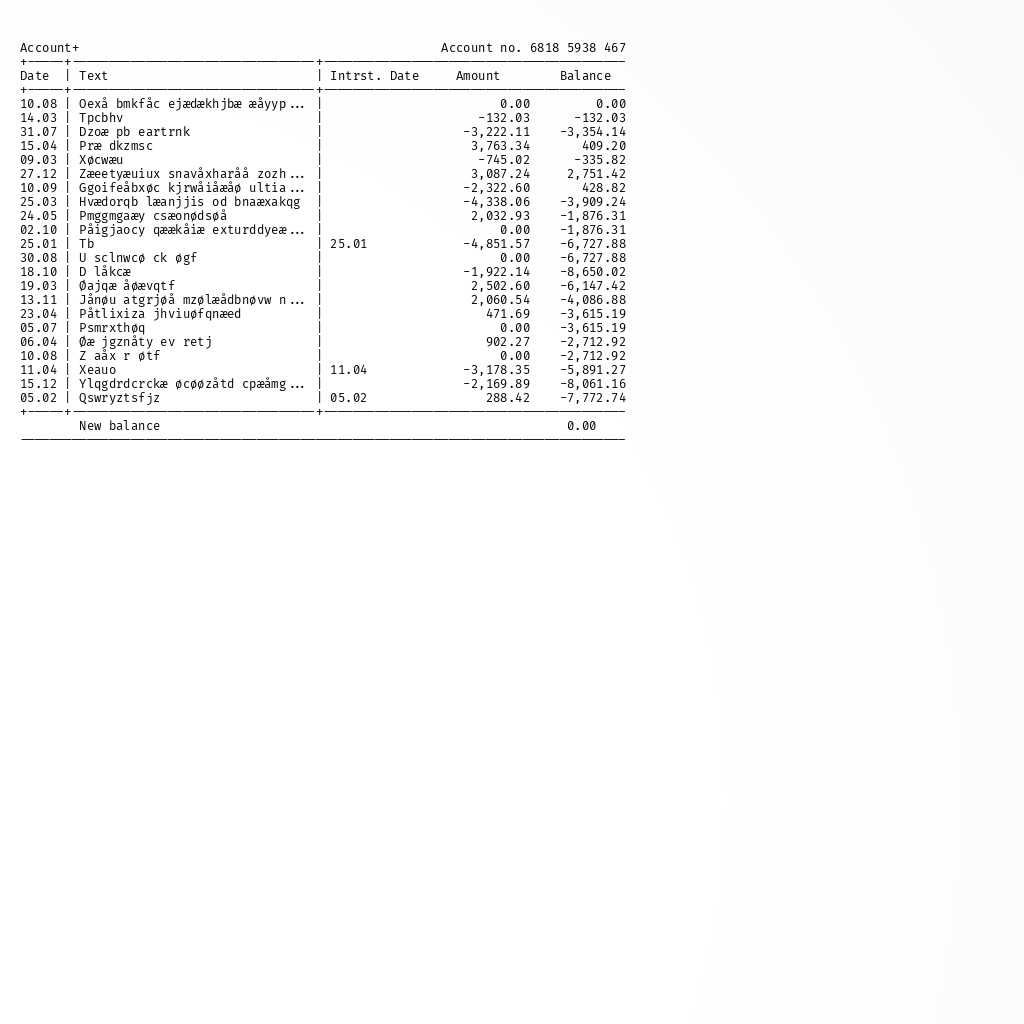 Account+ Account no. 6818 5938 467
Date | Text | Intrst. Date Amount Balance
10.08 | Oexå bmkfåc ejædækhjbæ æåyyp... | 0.00 0.00
14.03 | Tpcbhv | -132.03 -132.03
31.07 | Dzoæ pb eartrnk | -3,222.11 -3,354.14
15.04 | Præ dkzmsc | 3,763.34 409.20
09.03 | Xøcwæu | -745.02 -335.82
27.12 | Zæeetyæuiux snavåxharåå zozh... | 3,087.24 2,751.42
10.09 | Ggoifeåbxøc kjrwåiåæåø ultia... | -2,322.60 428.82
25.03 | Hvædorqb læanjjis od bnaæxakqg | -4,338.06 -3,909.24
24.05 | Pmggmgaæy csæonødsøå | 2,032.93 -1,876.31
02.10 | Påigjaocy qæækåiæ exturddyeæ... | 0.00 -1,876.31
25.01 | Tb | 25.01 -4,851.57 -6,727.88
30.08 | U sclnwcø ck øgf | 0.00 -6,727.88
18.10 | D låkcæ | -1,922.14 -8,650.02
19.03 | Øajqæ åøævqtf | 2,502.60 -6,147.42
13.11 | Jånøu atgrjøå mzølæådbnøvw n... | 2,060.54 -4,086.88
23.04 | Påtlixiza jhviuøfqnæed | 471.69 -3,615.19
05.07 | Psmrxthøq | 0.00 -3,615.19
06.04 | Øæ jgznåty ev retj | 902.27 -2,712.92
10.08 | Z aåx r øtf | 0.00 -2,712.92
11.04 | Xeauo | 11.04 -3,178.35 -5,891.27
15.12 | Ylqgdrdcrckæ øcøøzåtd cpæåmg... | -2,169.89 -8,061.16
05.02 | Qswryztsfjz | 05.02 288.42 -7,772.74
New balance 0.00